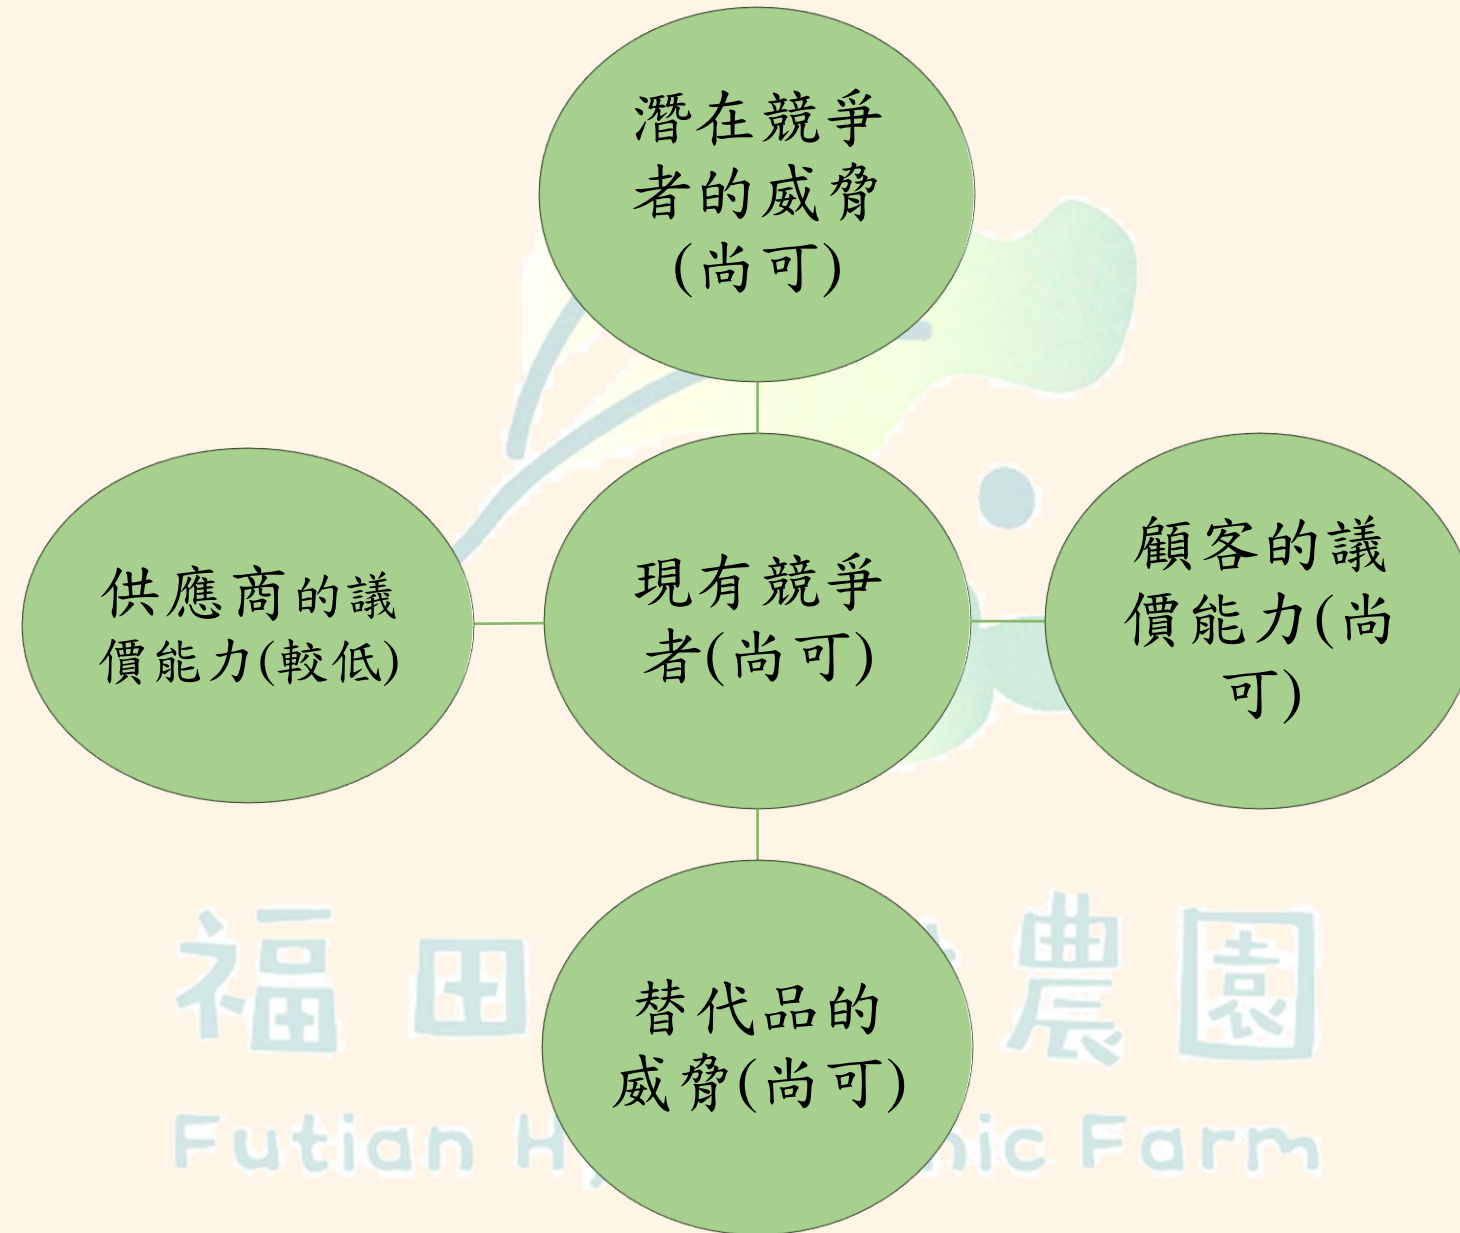 潛在競爭
者的威脅
(尚可)
供應商的議
價能力(較低)
現有競爭
者(尚可)
顧客的議
價能力(尚
可)
替代品的
威脅(尚可)
福田
農園
Futian
Farm